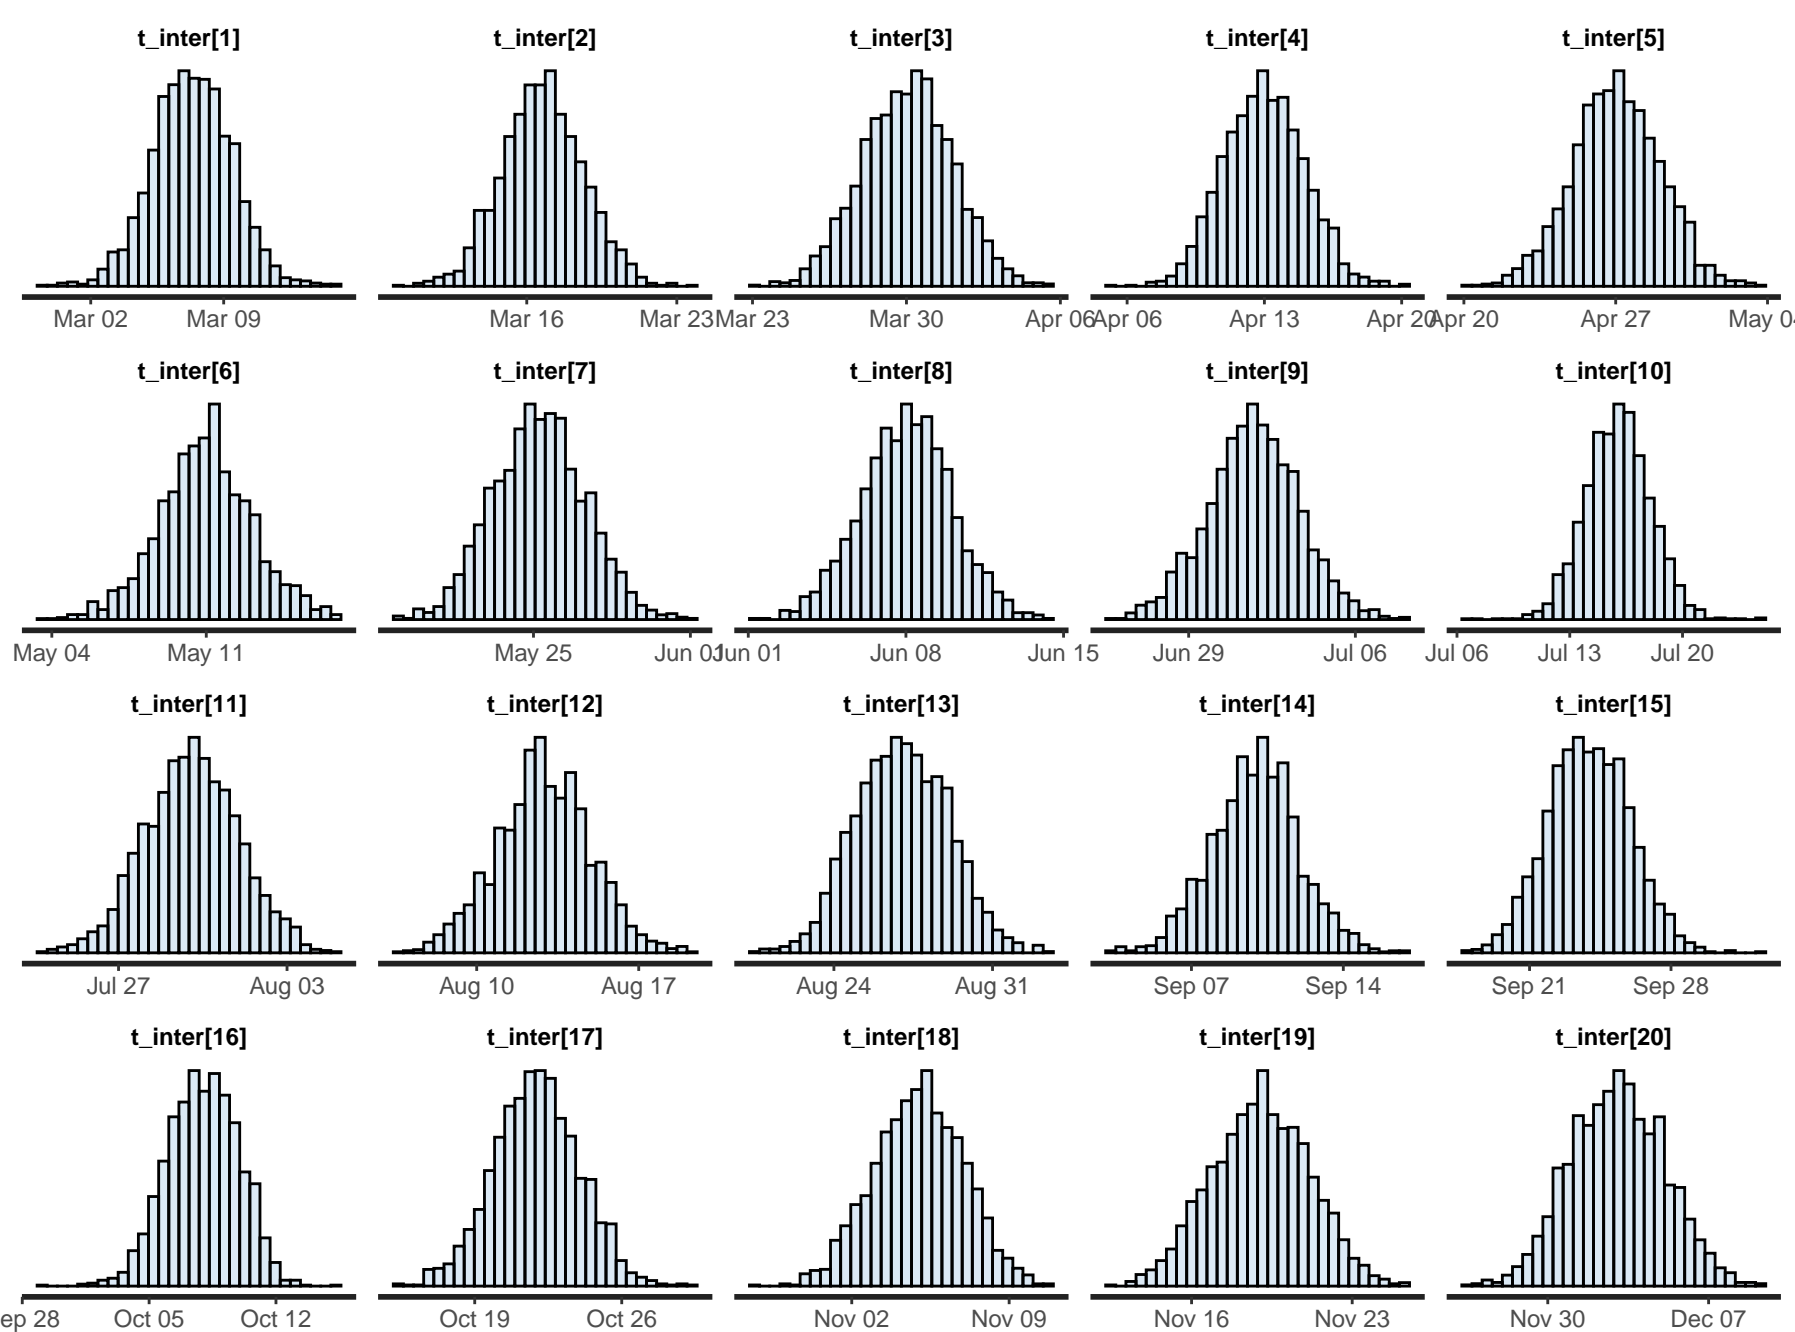 t_inter[1] t_inter[2] t_inter[3] t_inter[4] t_inter[5]
Mar 02 Mar 09 Mar 16 Mar 23 Mar 23 Mar 30 Apr 06 Apr 06 Apr 13 Apr 20 Apr 20 Apr 27 May 04
t_inter[6] t_inter[7] t_inter[8] t_inter[9] t_inter[10]
May 04 May 11 May 25 Jun 01 Jun 01 Jun 08 Jun 15 Jun 29 Jul 06 Jul 06 Jul 13 Jul 20
t_inter[11] t_inter[12] t_inter[13] t_inter[14] t_inter[15]
Jul 27 Aug 03 Aug 10 Aug 17 Aug 24 Aug 31 Sep 07 Sep 14 Sep 21 Sep 28
t_inter[16] t_inter[17] t_inter[18] t_inter[19] t_inter[20]
ep 28 Oct 05 Oct 12 Oct 19 Oct 26 Nov 02 Nov 09 Nov 16 Nov 23 Nov 30 Dec 07